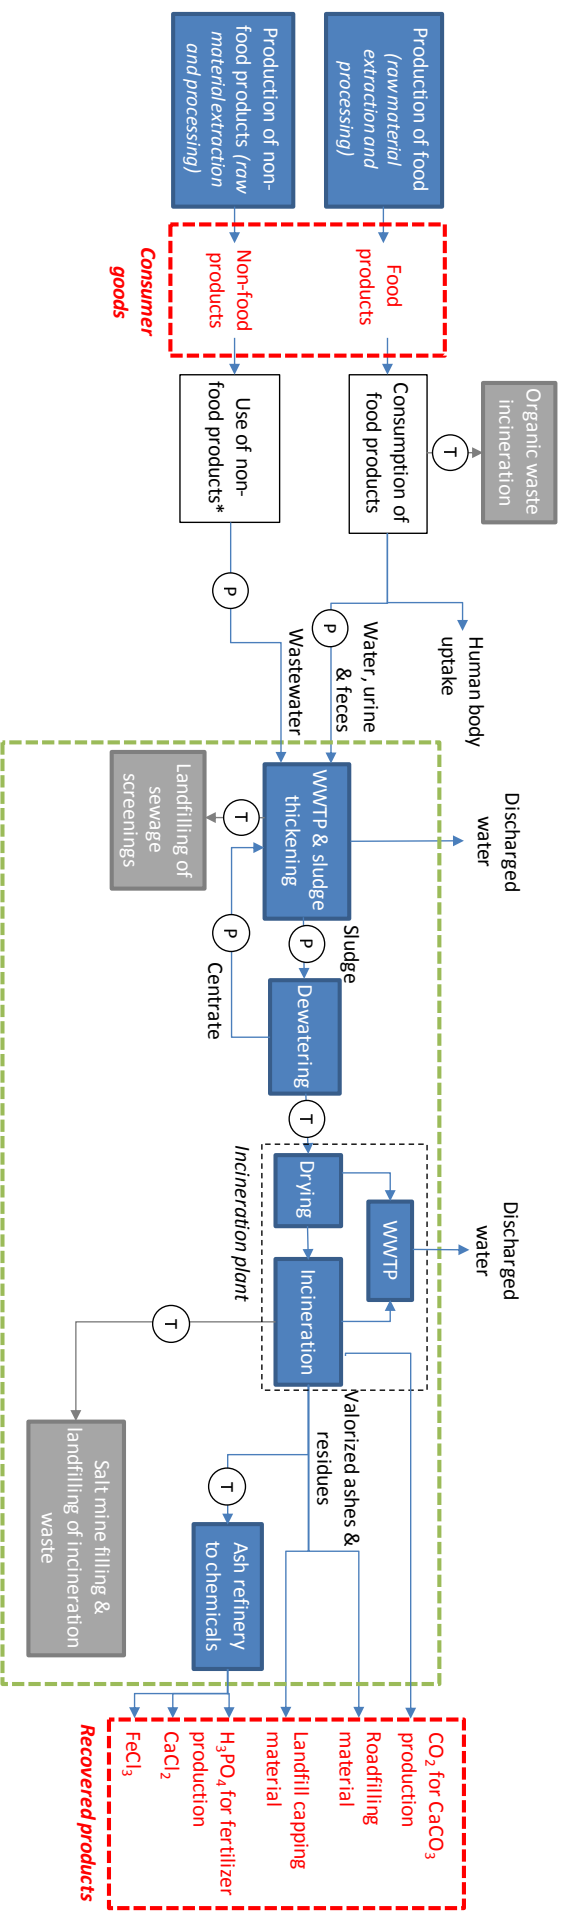 Production of food
(raw material
extraction and
processing)
Production of non-
food products (raw
material extraction
and processing)
Food
products
Non-food
products
Consumer
goods
Organic waste
incineration
T
Consumption of
food products
Use of non-
food products*
Human body
uptake
P
Water, urine
& feces
P
Wastewater
Discharged
water
WWTP & sludge
thickening
T
Landfilling of
sewage
screenings
Sludge
P
P
Centrate
Dewatering
T
Discharged
water
WWTP
Drying
Incineration
Incineration plant
T
Salt mine filling &
landfilling of incineration
waste
Valorized ashes &
residues
T
Ash refinery
to chemicals
CO2 for CaCO3
production
Roadfilling
material
Landfill capping
material
H3PO4 for fertilizer
production
CaCl2
FeCl3
Recovered products